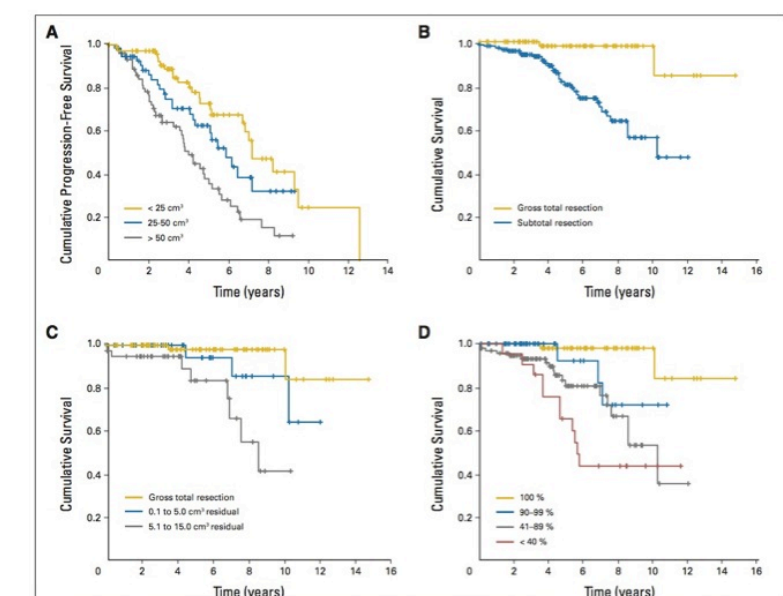 A
Cumulative Progression-Free Survival
1.0
0.8
0.6
0.4
0.2
0
2
4
6
8
10
12
14
Time (years)
< 25 cm³
25-50 cm³
> 50 cm³
B
Cumulative Survival
1.0
0.8
0.6
0.4
0.2
0
2
4
6
8
10
12
14
16
Time (years)
Gross total resection
Subtotal resection
C
Cumulative Survival
1.0
0.8
0.6
0.4
0.2
0
2
4
6
8
10
12
14
16
Time (years)
Gross total resection
0.1 to 5.0 cm³ residual
5.1 to 15.0 cm³ residual
D
Cumulative Survival
1.0
0.8
0.6
0.4
0.2
0
2
4
6
8
10
12
14
16
Time (years)
100 %
90–99 %
41–89 %
< 40 %